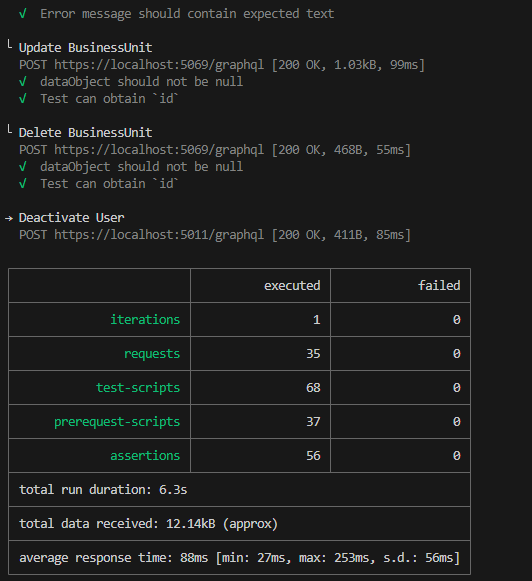 √ Error message should contain expected text
└ Update BusinessUnit
POST https://localhost:5069/graphql [200 OK, 1.03kB, 99ms]
√ dataObject should not be null
√ Test can obtain `id`
└ Delete BusinessUnit
POST https://localhost:5069/graphql [200 OK, 468B, 55ms]
√ dataObject should not be null
√ Test can obtain `id`
→ Deactivate User
POST https://localhost:5011/graphql [200 OK, 411B, 85ms]
executed failed
iterations 1 0
requests 35 0
test-scripts 68 0
prerequest-scripts 37 0
assertions 56 0
total run duration: 6.3s
total data received: 12.14kB (approx)
average response time: 88ms [min: 27ms, max: 253ms, s.d.: 56ms]